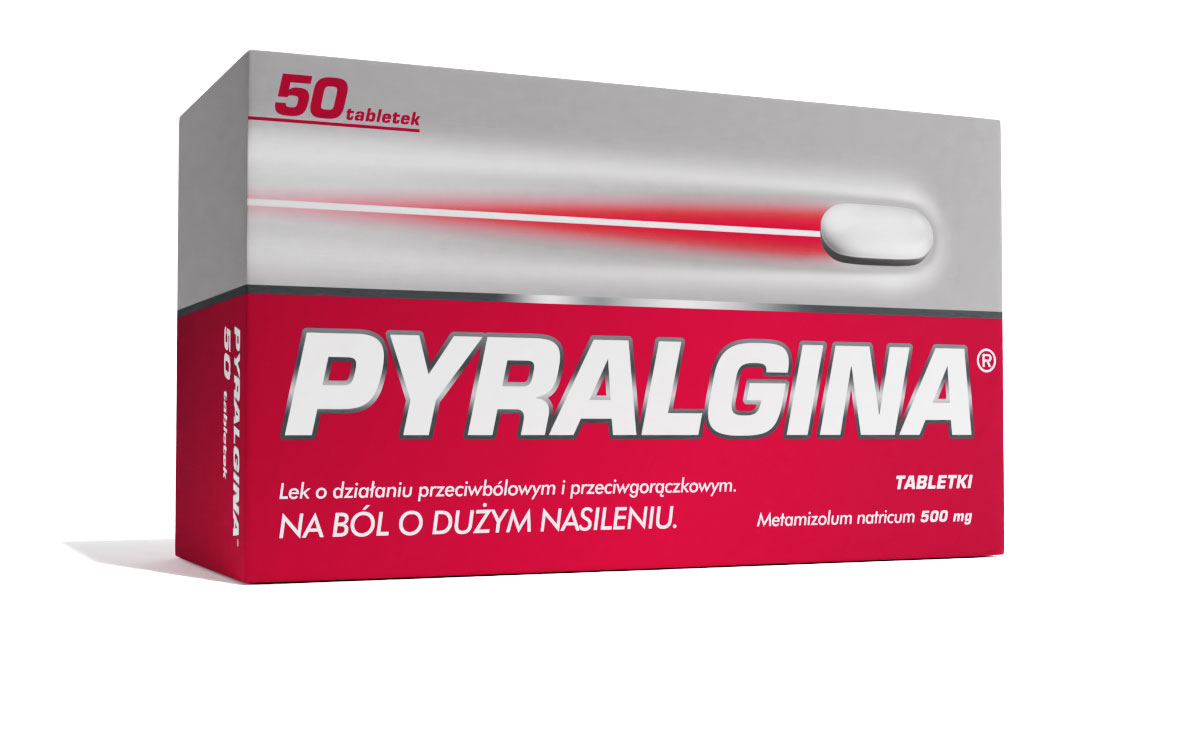 50 tabletek
PYRALGINA®
Lek o działaniu przeciwbólowym i przeciwgorączkowym.
NA BÓL O DUŻYM NASILENIU.
TABLETKI
Metamizolum natricum 500 mg
PYRALGINA®
50 tabletek